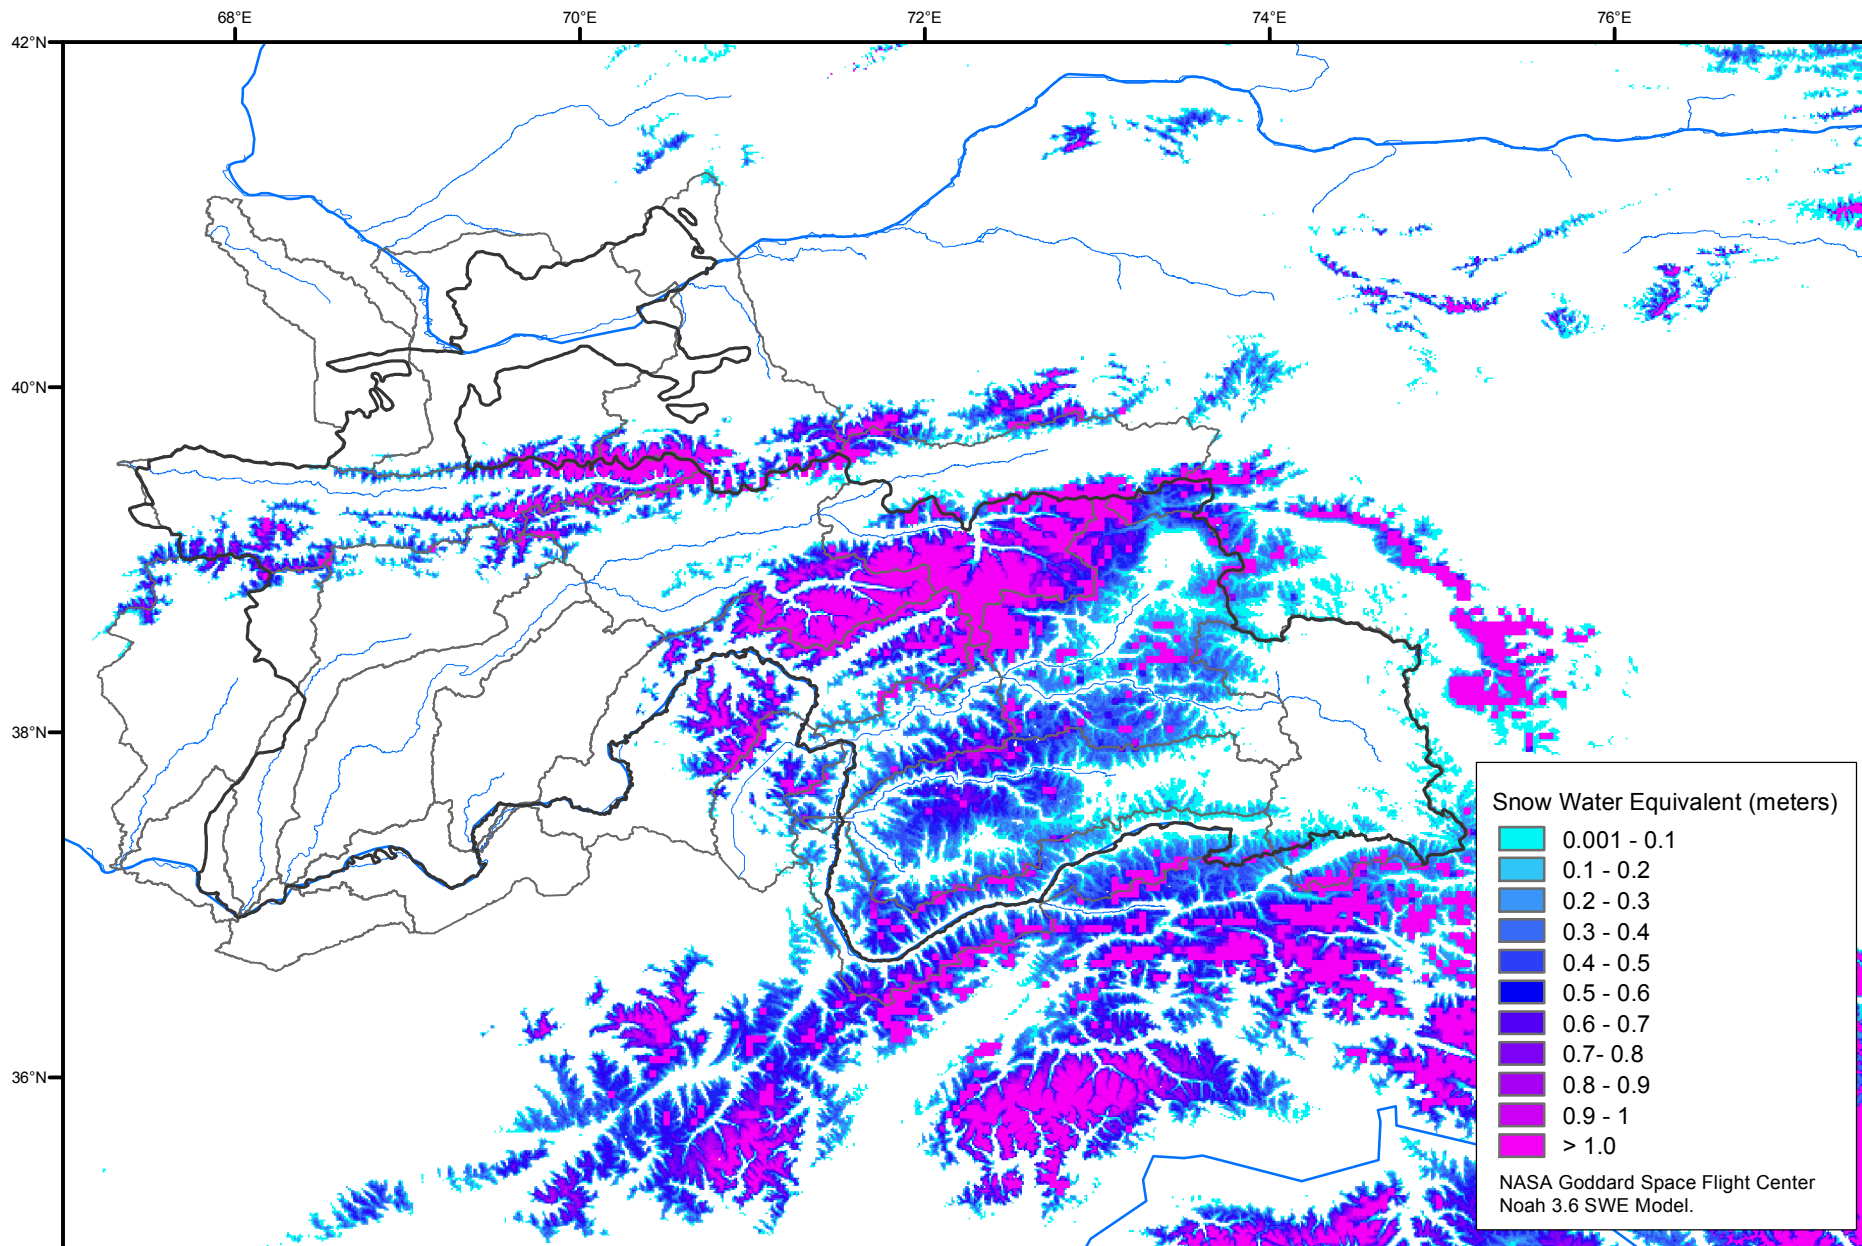 68°E
70°E
72°E
74°E
76°E
42°N
40°N
38°N
36°N
Snow Water Equivalent (meters)
0.001 - 0.1
0.1 - 0.2
0.2 - 0.3
0.3 - 0.4
0.4 - 0.5
0.5 - 0.6
0.6 - 0.7
0.7- 0.8
0.8 - 0.9
0.9 - 1
> 1.0
NASA Goddard Space Flight Center
Noah 3.6 SWE Model.